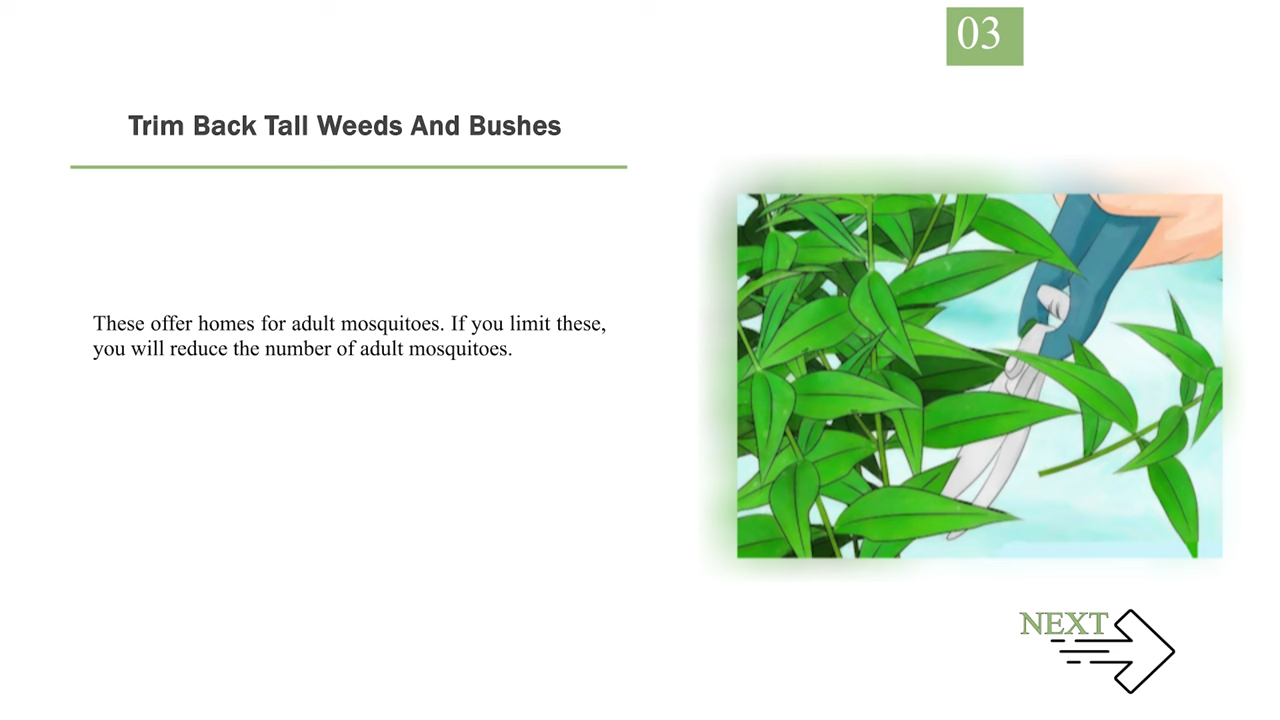 03
Trim Back Tall Weeds And Bushes
These offer homes for adult mosquitoes. If you limit these,
you will reduce the number of adult mosquitoes.
NEXT